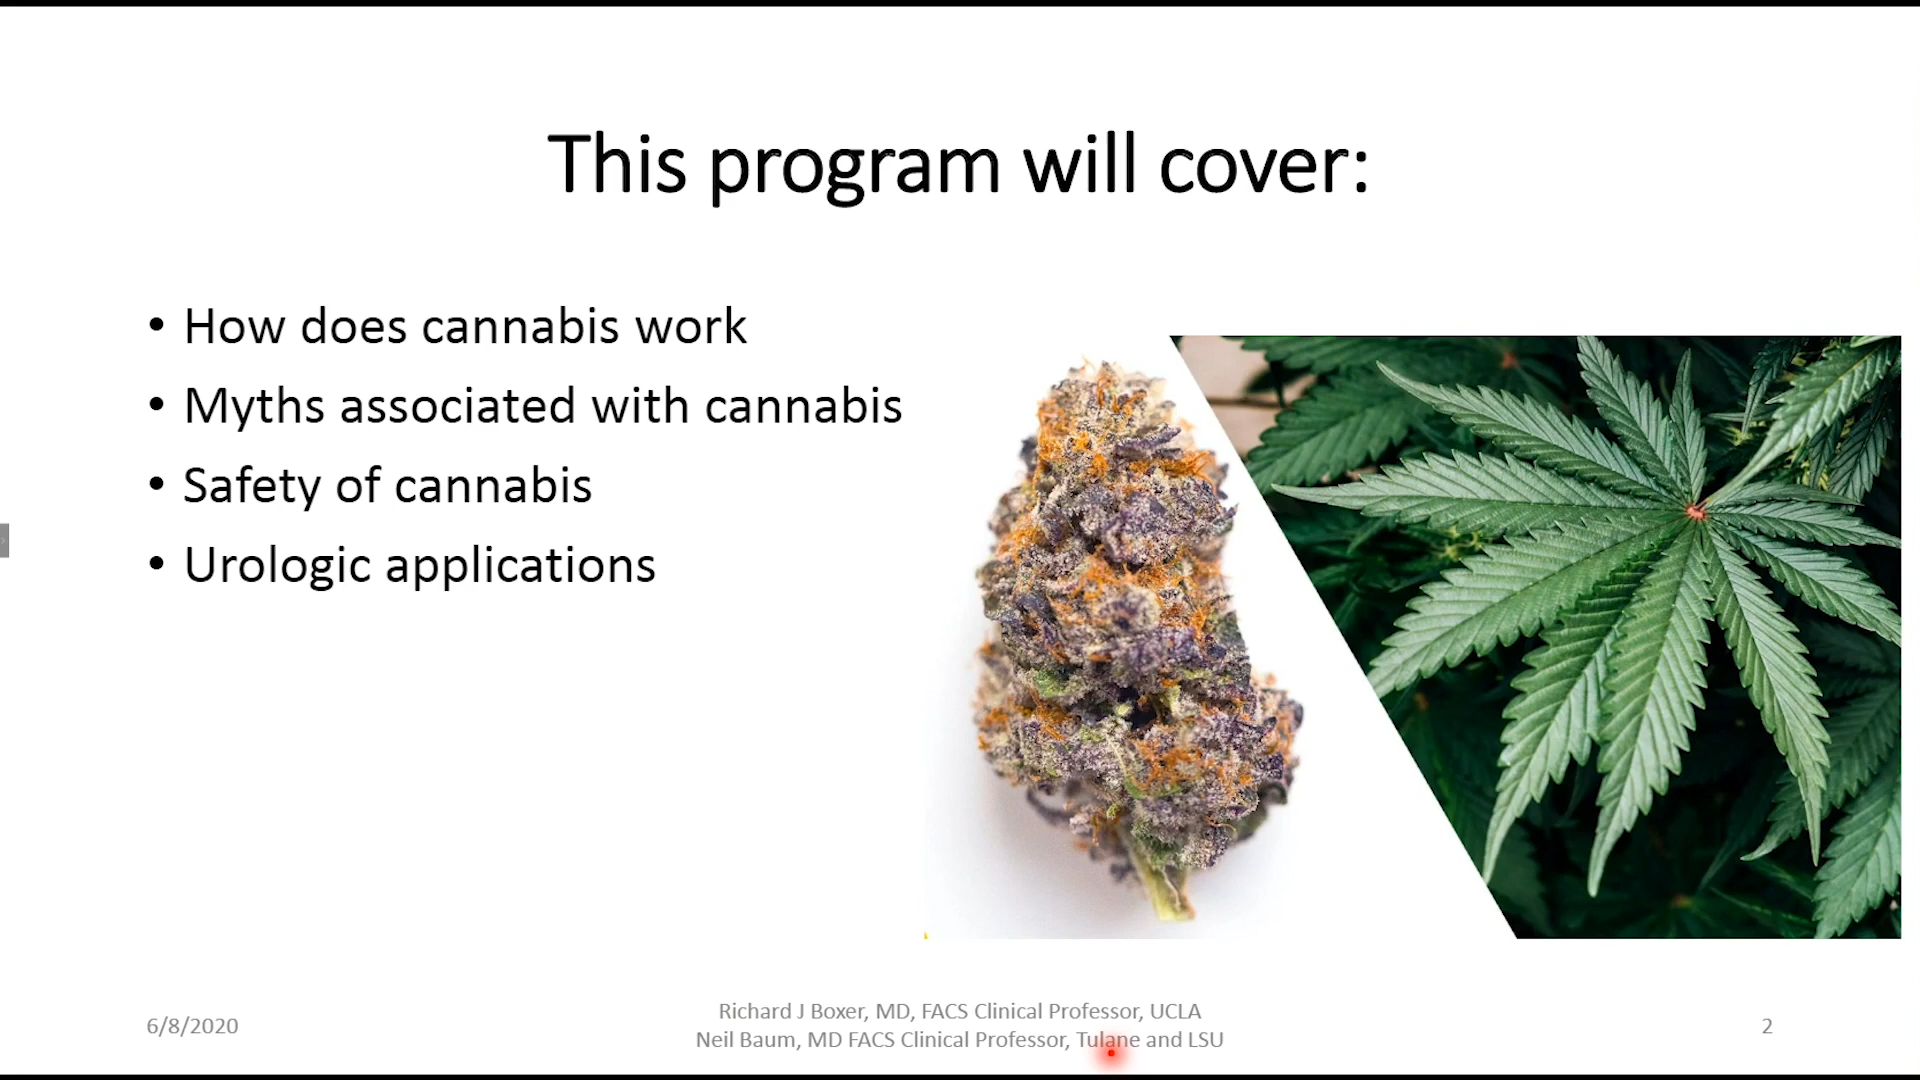 This program will cover:
• How does cannabis work
• Myths associated with cannabis
• Safety of cannabis
• Urologic applications
6/8/2020
Richard J Boxer, MD, FACS Clinical Professor, UCLA
Neil Baum, MD FACS Clinical Professor, Tulane and LSU
2